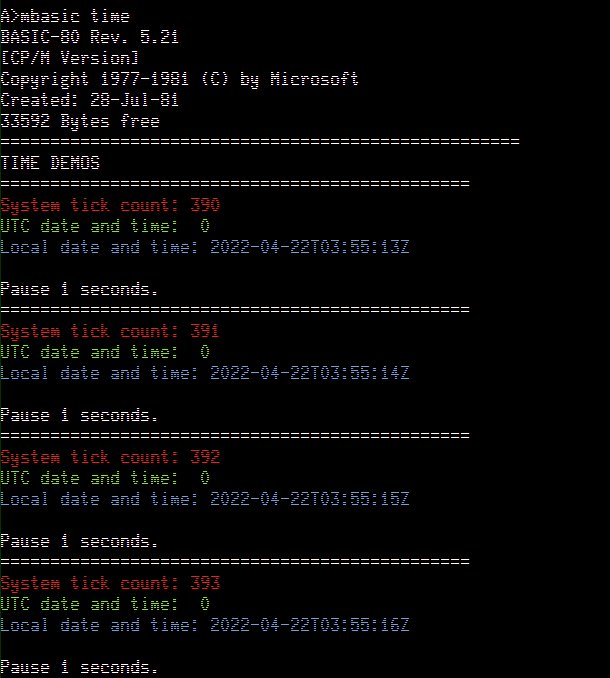 A>mbasic time
BASIC-80 Rev. 5.21
[CP/M Version]
Copyright 1977-1981 (C) by Microsoft
Created: 28-Jul-81
33592 Bytes free
====================================================
TIME DEMOS
===============================================
System tick count: 390
UTC date and time:  0
Local date and time: 2022-04-22T03:55:13Z

Pause 1 seconds.
===============================================
System tick count: 391
UTC date and time:  0
Local date and time: 2022-04-22T03:55:14Z

Pause 1 seconds.
===============================================
System tick count: 392
UTC date and time:  0
Local date and time: 2022-04-22T03:55:15Z

Pause 1 seconds.
===============================================
System tick count: 393
UTC date and time:  0
Local date and time: 2022-04-22T03:55:16Z

Pause 1 seconds.